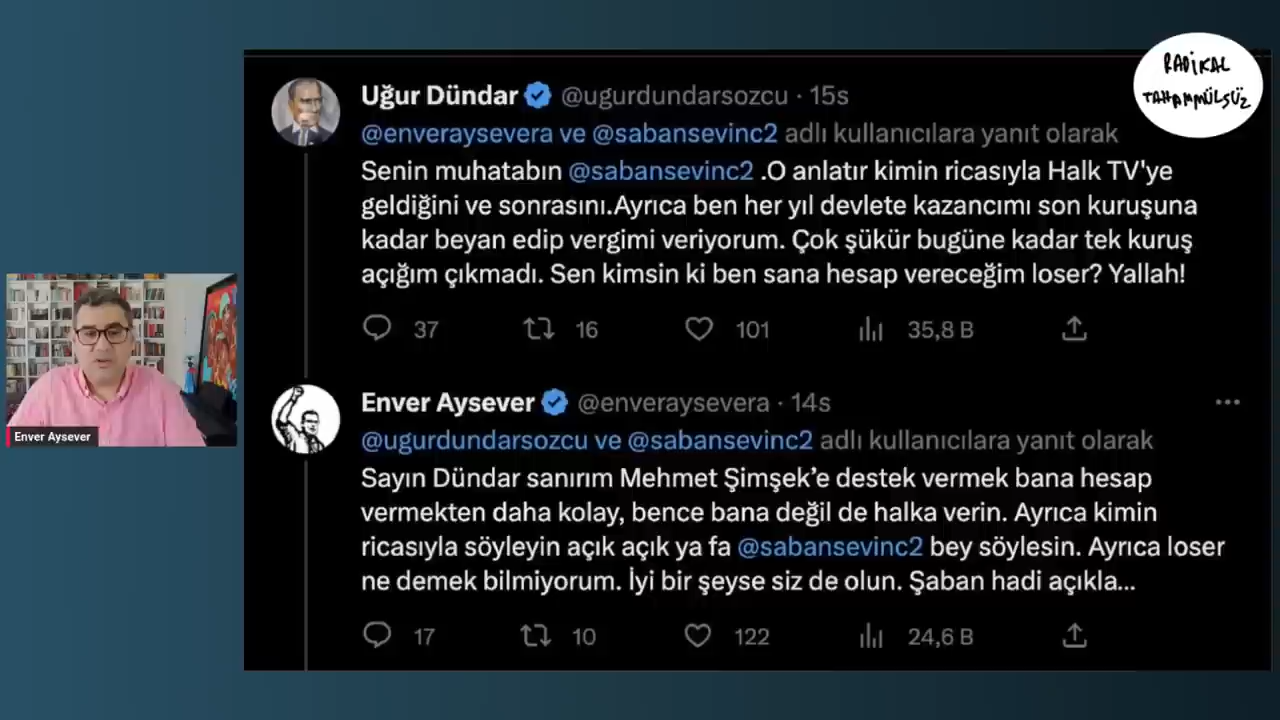 RADİKAL
TAHAMMÜLSÜZ
Uğur Dündar @ugurdundarsozcu · 15s
@enveraysevera ve @sabansevinc2 adlı kullanıcılara yanıt olarak
Senin muhatabın @sabansevinc2 .O anlatır kimin ricasıyla Halk TV'ye
geldiğini ve sonrasını.Ayrıca ben her yıl devlete kazancımı son kuruşuna
kadar beyan edip vergimi veriyorum. Çok şükür bugüne kadar tek kuruş
açığım çıkmadı. Sen kimsin ki ben sana hesap vereceğim loser? Yallah!
37 16 101 35,8 B
Enver Aysever @enveraysevera · 14s
@ugurdundarsozcu ve @sabansevinc2 adlı kullanıcılara yanıt olarak
Sayın Dündar sanırım Mehmet Şimşek’e destek vermek bana hesap
vermekten daha kolay, bence bana değil de halka verin. Ayrıca kimin
ricasıyla söyleyin açık açık ya fa @sabansevinc2 bey söylesin. Ayrıca loser
ne demek bilmiyorum. İyi bir şeyse siz de olun. Şaban hadi açıkla...
17 10 122 24,6 B
Enver Aysever